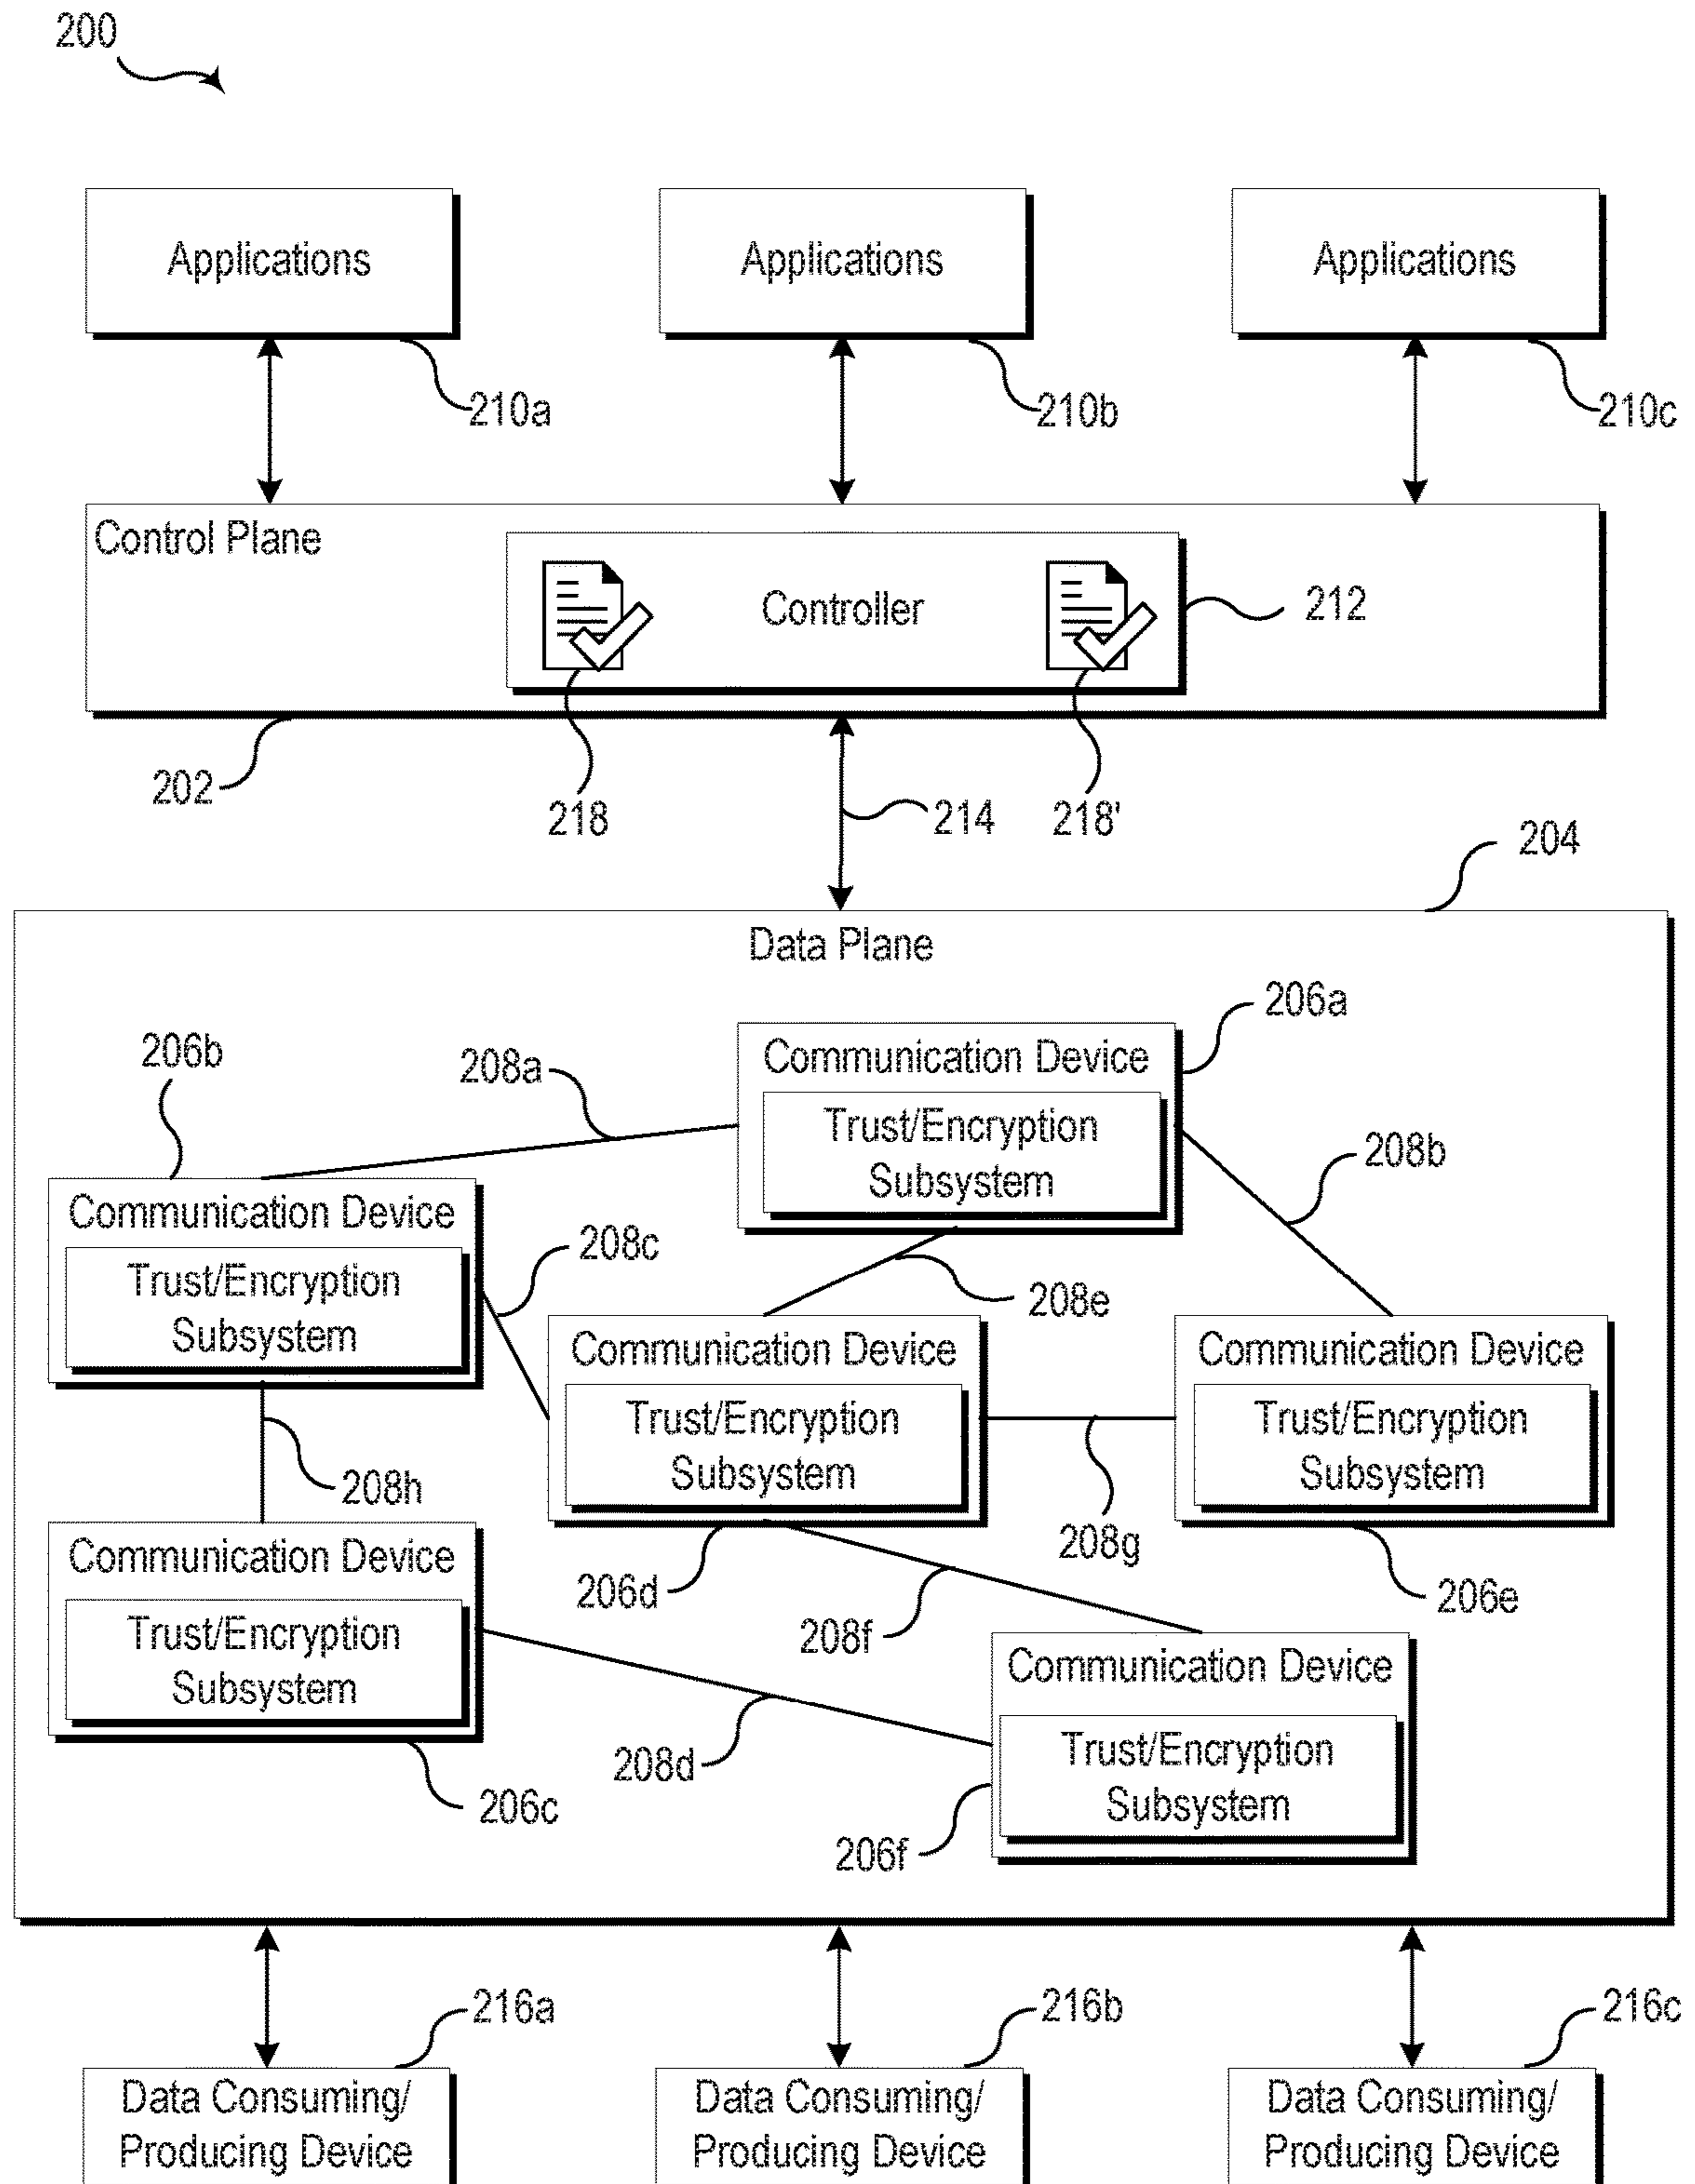 200
Applications
Applications
Applications
210a
210b
210c
Control Plane
Controller
212
202
218
214
218'
204
Data Plane
206a
206b
208a
Communication Device
Trust/Encryption
Subsystem
208b
Communication Device
Trust/Encryption
Subsystem
208c
208e
Communication Device
Trust/Encryption
Subsystem
Communication Device
Trust/Encryption
Subsystem
208h
208g
Communication Device
Trust/Encryption
Subsystem
206d
206e
208f
Communication Device
Trust/Encryption
Subsystem
208d
206c
206f
216a
216b
216c
Data Consuming/
Producing Device
Data Consuming/
Producing Device
Data Consuming/
Producing Device